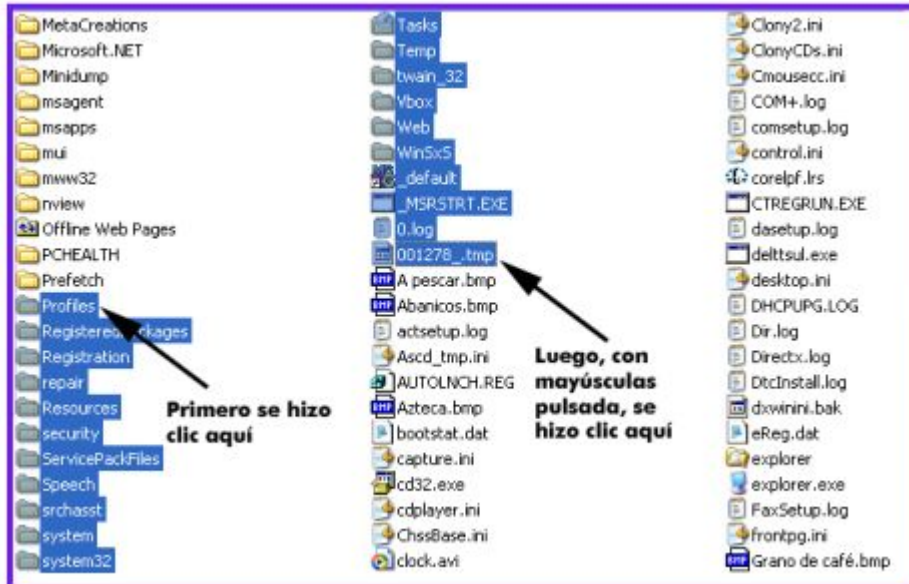 MetaCreations
Microsoft.NET
Minidump
msagent
msapps
mui
mww32
nview
Offline Web Pages
PCHEALTH
Prefetch
Profiles
RegisteredPackages
Registration
repair
Resources
security
ServicePackFiles
Speech
srchasst
system
system32
Primero se hizo
clic aquí
Tasks
Temp
twain_32
Vbox
Web
WinSxS
_default
_MSRSTRT.EXE
0.log
001278_.tmp
A pescar.bmp
Abanicos.bmp
actsetup.log
Ascd_tmp.ini
AUTOLNCH.REG
Azteca.bmp
bootstat.dat
capture.ini
cd32.exe
cdplayer.ini
ChssBase.ini
clock.avi
Luego, con
mayúsculas
pulsada, se
hizo clic aquí
Clony2.ini
ClonyCDs.ini
Cmousecc.ini
COM+.log
comsetup.log
control.ini
corelpf.lrs
CTREGRUN.EXE
dasetup.log
delttsul.exe
desktop.ini
DHCPUPG.LOG
Dir.log
Directx.log
DtcInstall.log
dxwinini.bak
eReg.dat
explorer
explorer.exe
FaxSetup.log
frontpg.ini
Grano de café.bmp